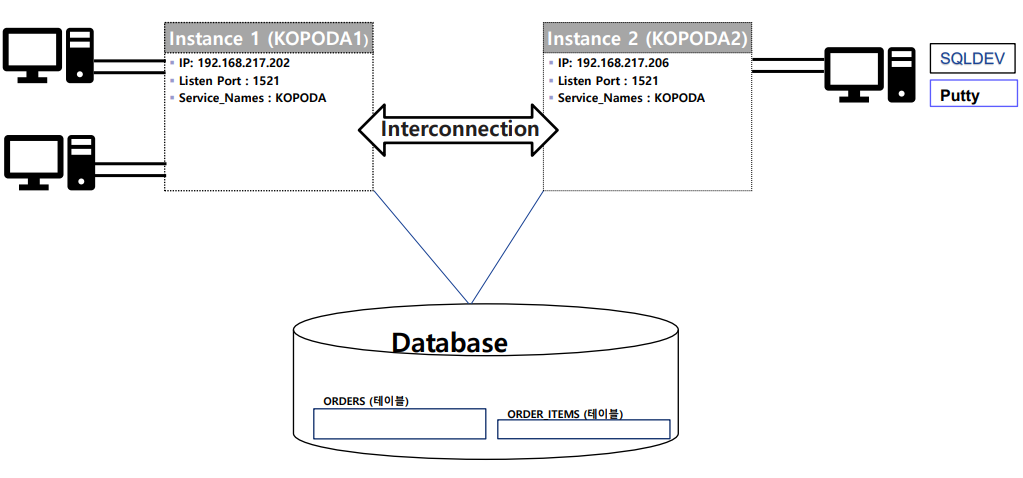 Instance 1 (KOPODA1)
▪ IP: 192.168.217.202
▪ Listen Port : 1521
▪ Service_Names : KOPODA
Instance 2 (KOPODA2)
▪ IP: 192.168.217.206
▪ Listen Port : 1521
▪ Service_Names : KOPODA
SQLDEV
Putty
Interconnection
Database
ORDERS (테이블)
ORDER_ITEMS (테이블)